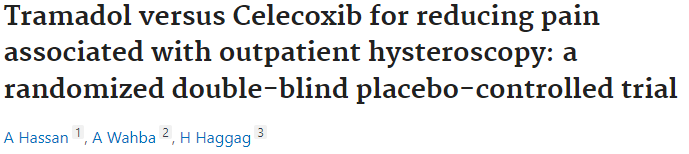 Tramadol versus Celecoxib for reducing pain
associated with outpatient hysteroscopy: a
randomized double-blind placebo-controlled trial
A Hassan 1, A Wahba 2, H Haggag 3